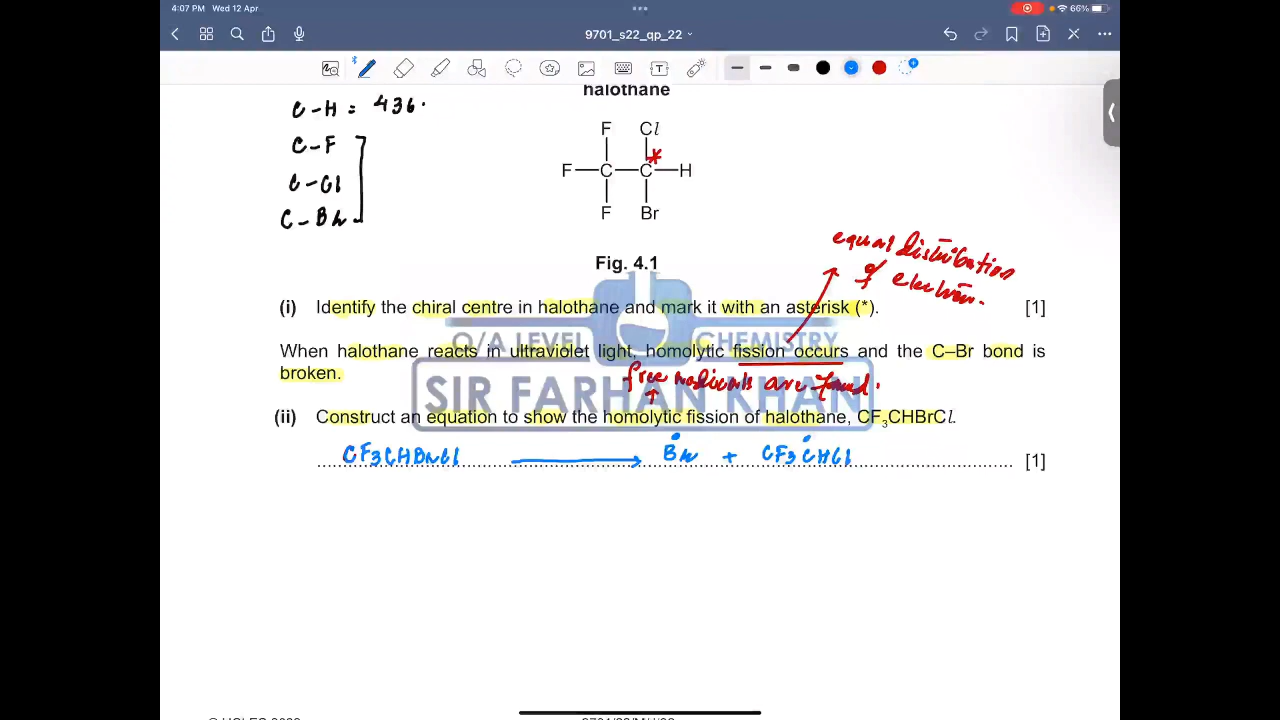 4:07 PM Wed 12 Apr
66%
9701_s22_qp_22
halothane
C-H = 436.
C-F
C-Cl
C-Br
F Cl
*
F C C H
F Br
equal distribution
of electron.
Fig. 4.1
(i) Identify the chiral centre in halothane and mark it with an asterisk (*). [1]
O/A LEVEL CHEMISTRY
When halothane reacts in ultraviolet light, homolytic fission occurs and the C–Br bond is
broken.
free radicals are found.
SIR FARHAN KHAN
(ii) Construct an equation to show the homolytic fission of halothane, CF3CHBrCl.
CF3CHBrCl → Br• + CF3ĊHCl [1]